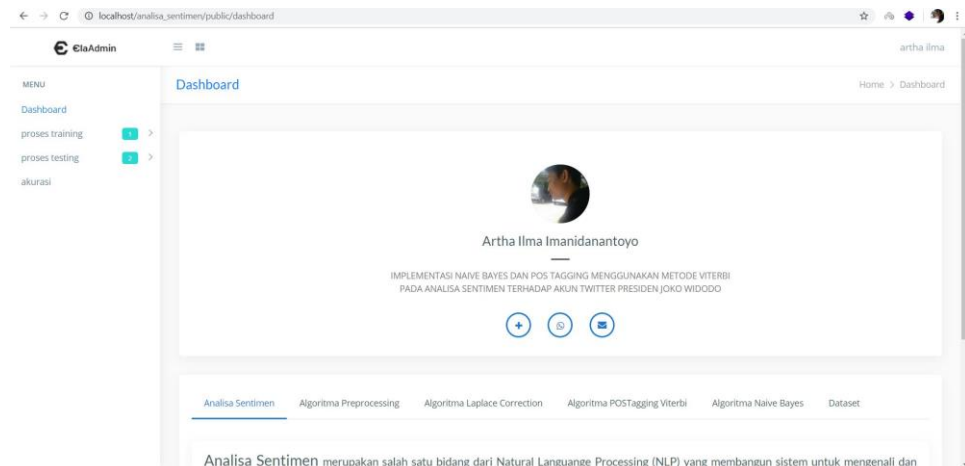 localhost/analisa_sentimen/public/dashboard
ElaAdmin
artha ilma
MENU
Dashboard
Home > Dashboard
Dashboard
proses training 1 >
proses testing 2 >
akurasi
Artha Ilma Imanidanantoyo
IMPLEMENTASI NAIVE BAYES DAN POS TAGGING MENGGUNAKAN METODE VITERBI
PADA ANALISA SENTIMEN TERHADAP AKUN TWITTER PRESIDEN JOKO WIDODO
Analisa Sentimen Algoritma Preprocessing Algoritma Laplace Correction Algoritma POSTagging Viterbi Algoritma Naive Bayes Dataset
Analisa Sentimen merupakan salah satu bidang dari Natural Languange Processing (NLP) yang membangun sistem untuk mengenali dan